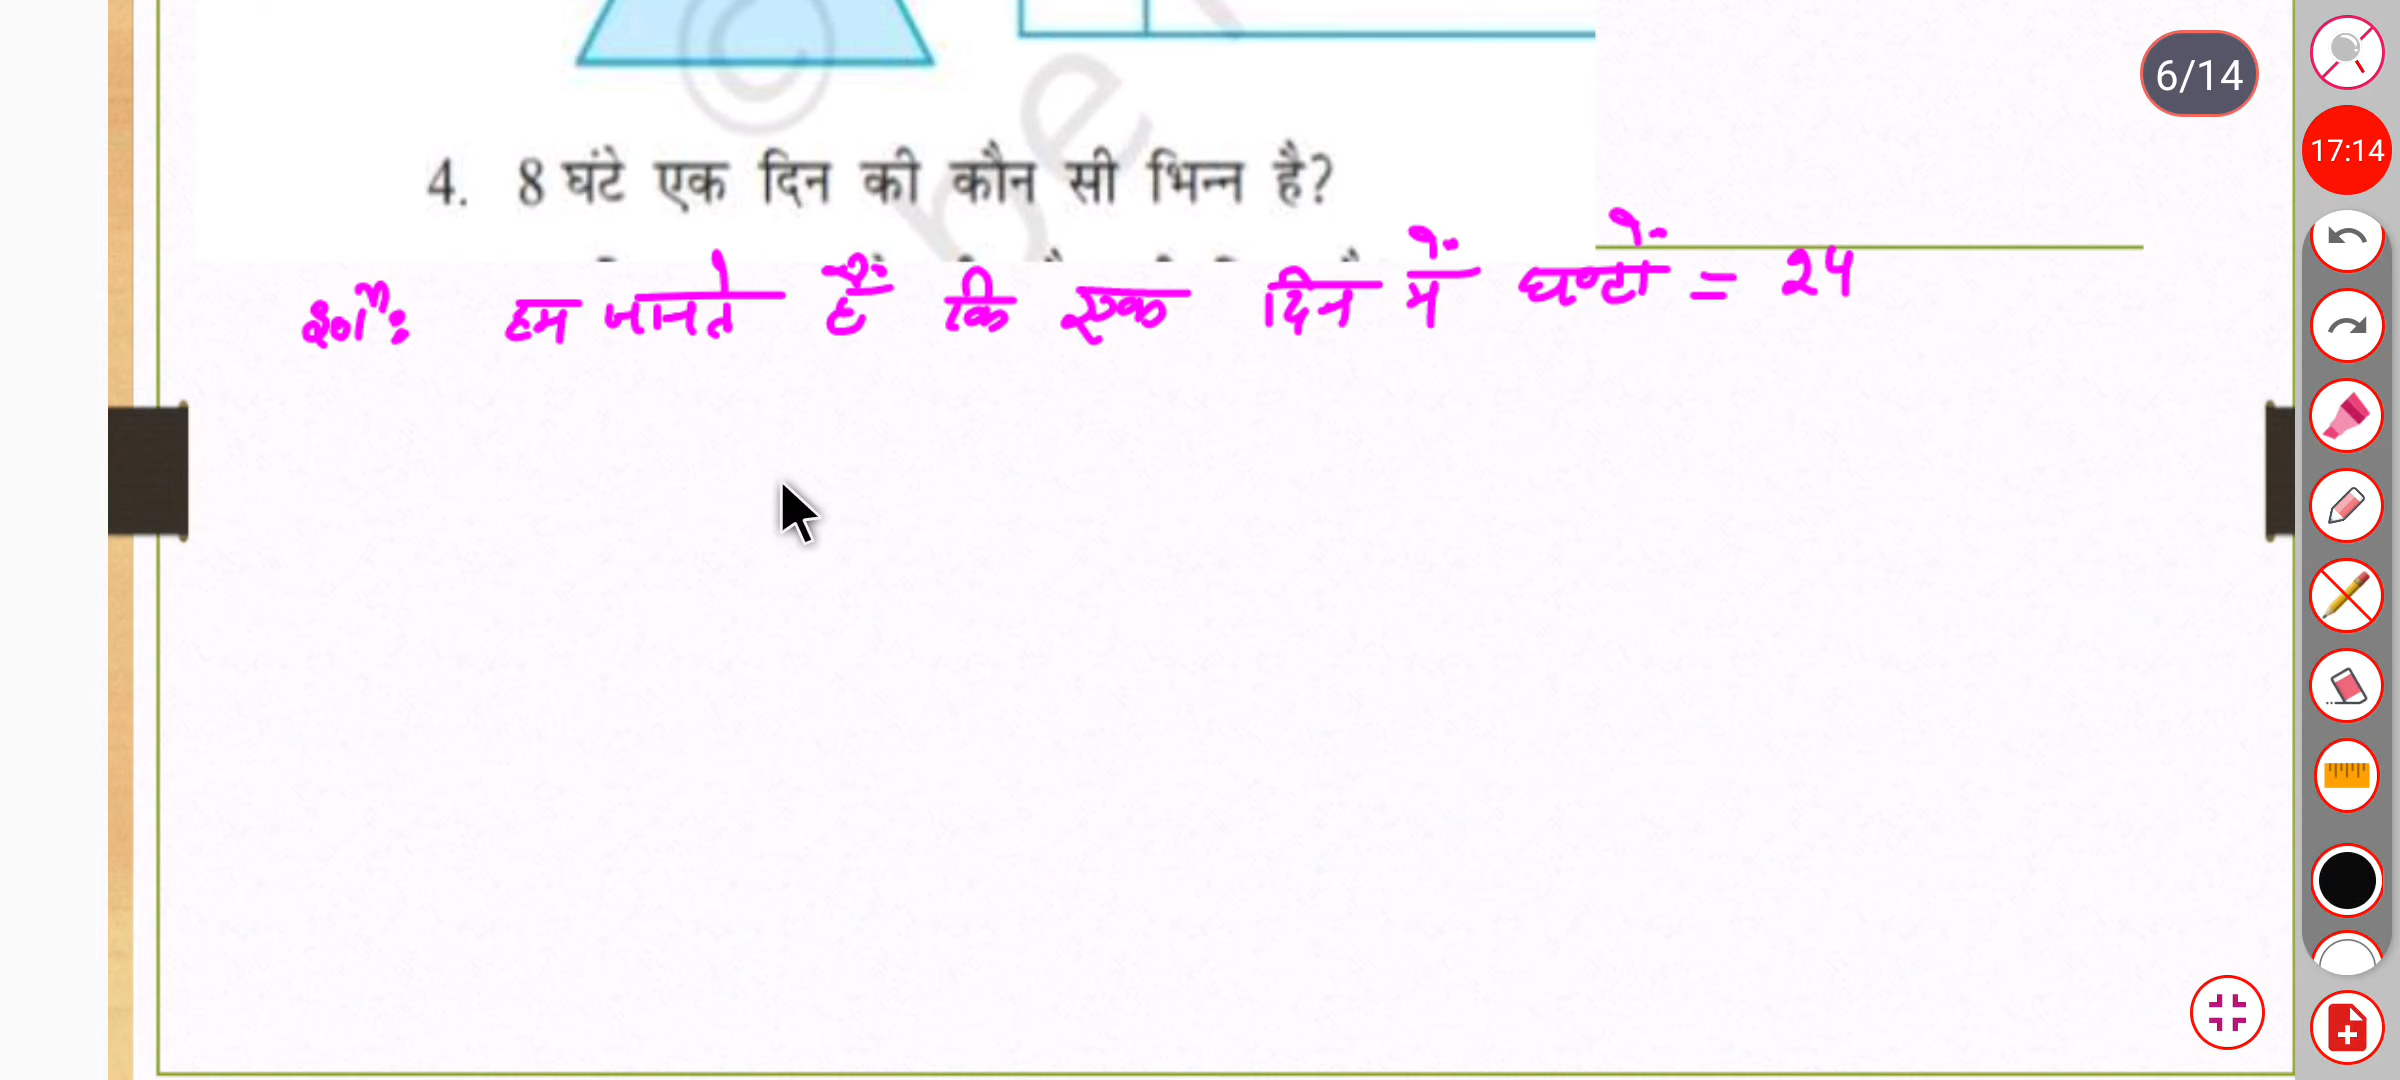 6/14
17:14
4. 8 घंटे एक दिन की कौन सी भिन्न है?
हम जानते हैं कि एक दिन में घण्टों = 24